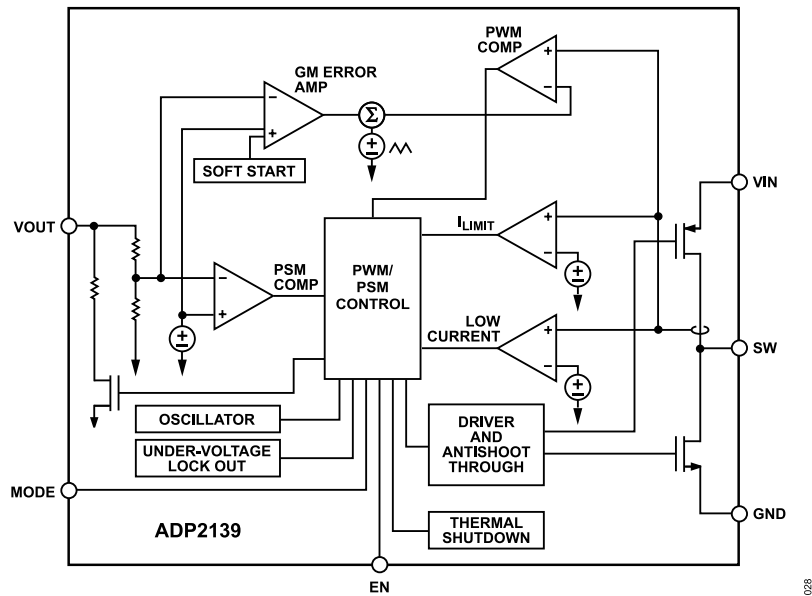 PWM
COMP
+
−
GM ERROR
AMP
−
+
Σ
+
−
SOFT START
VIN
VOUT
I LIMIT
+
−
+
−
PSM
COMP
−
+
PWM/
PSM
CONTROL
+
−
LOW
CURRENT
+
−
+
−
SW
OSCILLATOR
DRIVER
AND
ANTISHOOT
THROUGH
UNDER-VOLTAGE
LOCK OUT
MODE
GND
ADP2139
THERMAL
SHUTDOWN
EN
028